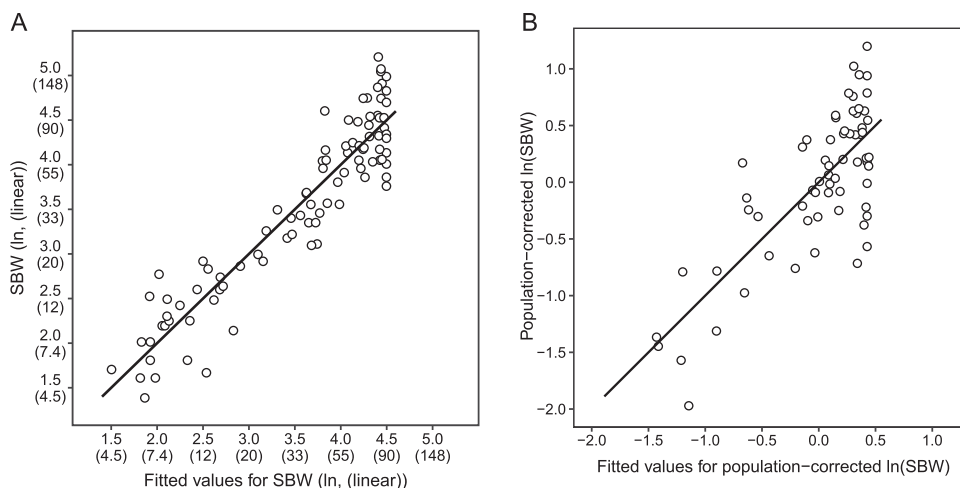 A
SBW (ln, (linear))
5.0
(148)
4.5
(90)
4.0
(55)
3.5
(33)
3.0
(20)
2.5
(12)
2.0
(7.4)
1.5
(4.5)
1.5 2.0 2.5 3.0 3.5 4.0 4.5 5.0
(4.5) (7.4) (12) (20) (33) (55) (90) (148)
Fitted values for SBW (ln, (linear))
B
Population−corrected ln(SBW)
1.0
0.5
0.0
−0.5
−1.0
−1.5
−2.0
−2.0 −1.5 −1.0 −0.5 0.0 0.5 1.0
Fitted values for population−corrected ln(SBW)